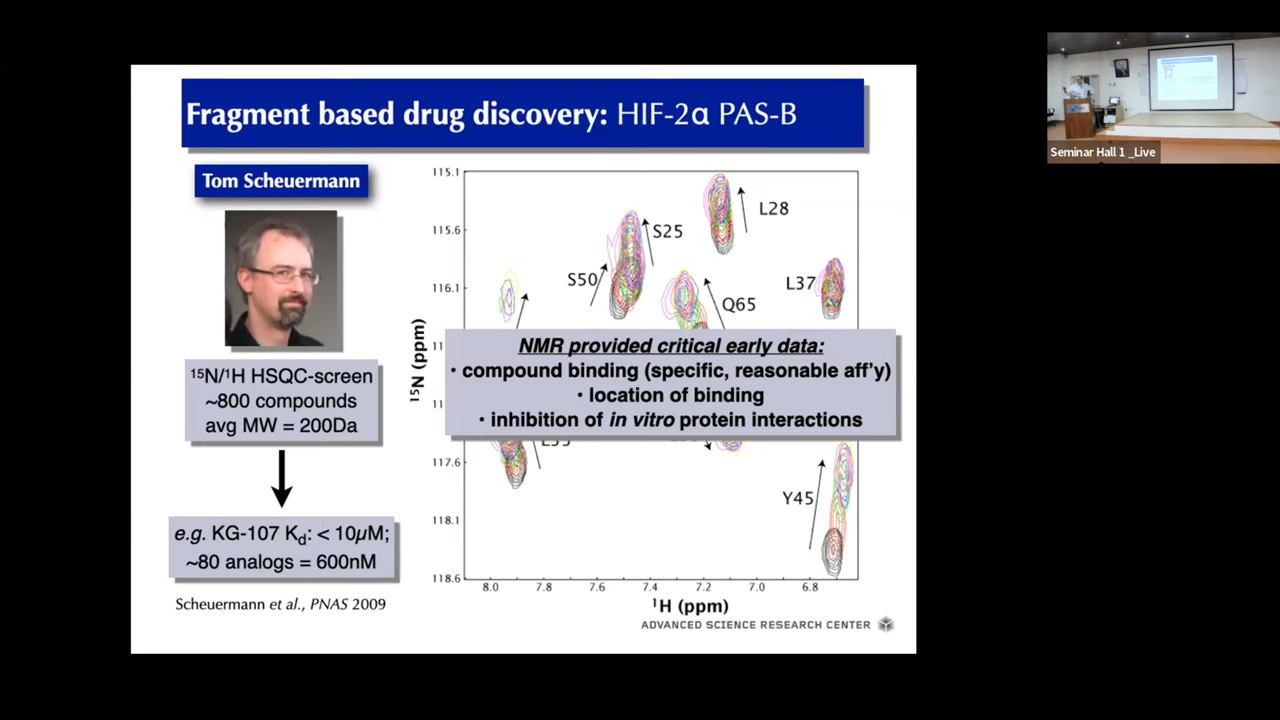 Fragment based drug discovery: HIF-2α PAS-B
Tom Scheuermann
¹⁵N/¹H HSQC-screen
~800 compounds
avg MW = 200Da
e.g. KG-107 Kd: < 10µM;
~80 analogs = 600nM
Scheuermann et al., PNAS 2009
115.1
115.6
116.1
11
11
117.6
118.1
118.6
¹⁵N (ppm)
L28
S25
S50
L37
Q65
NMR provided critical early data:
• compound binding (specific, reasonable aff'y)
• location of binding
• inhibition of in vitro protein interactions
Y45
8.0 7.8 7.6 7.4 7.2 7.0 6.8
¹H (ppm)
ADVANCED SCIENCE RESEARCH CENTER
Seminar Hall 1 _Live